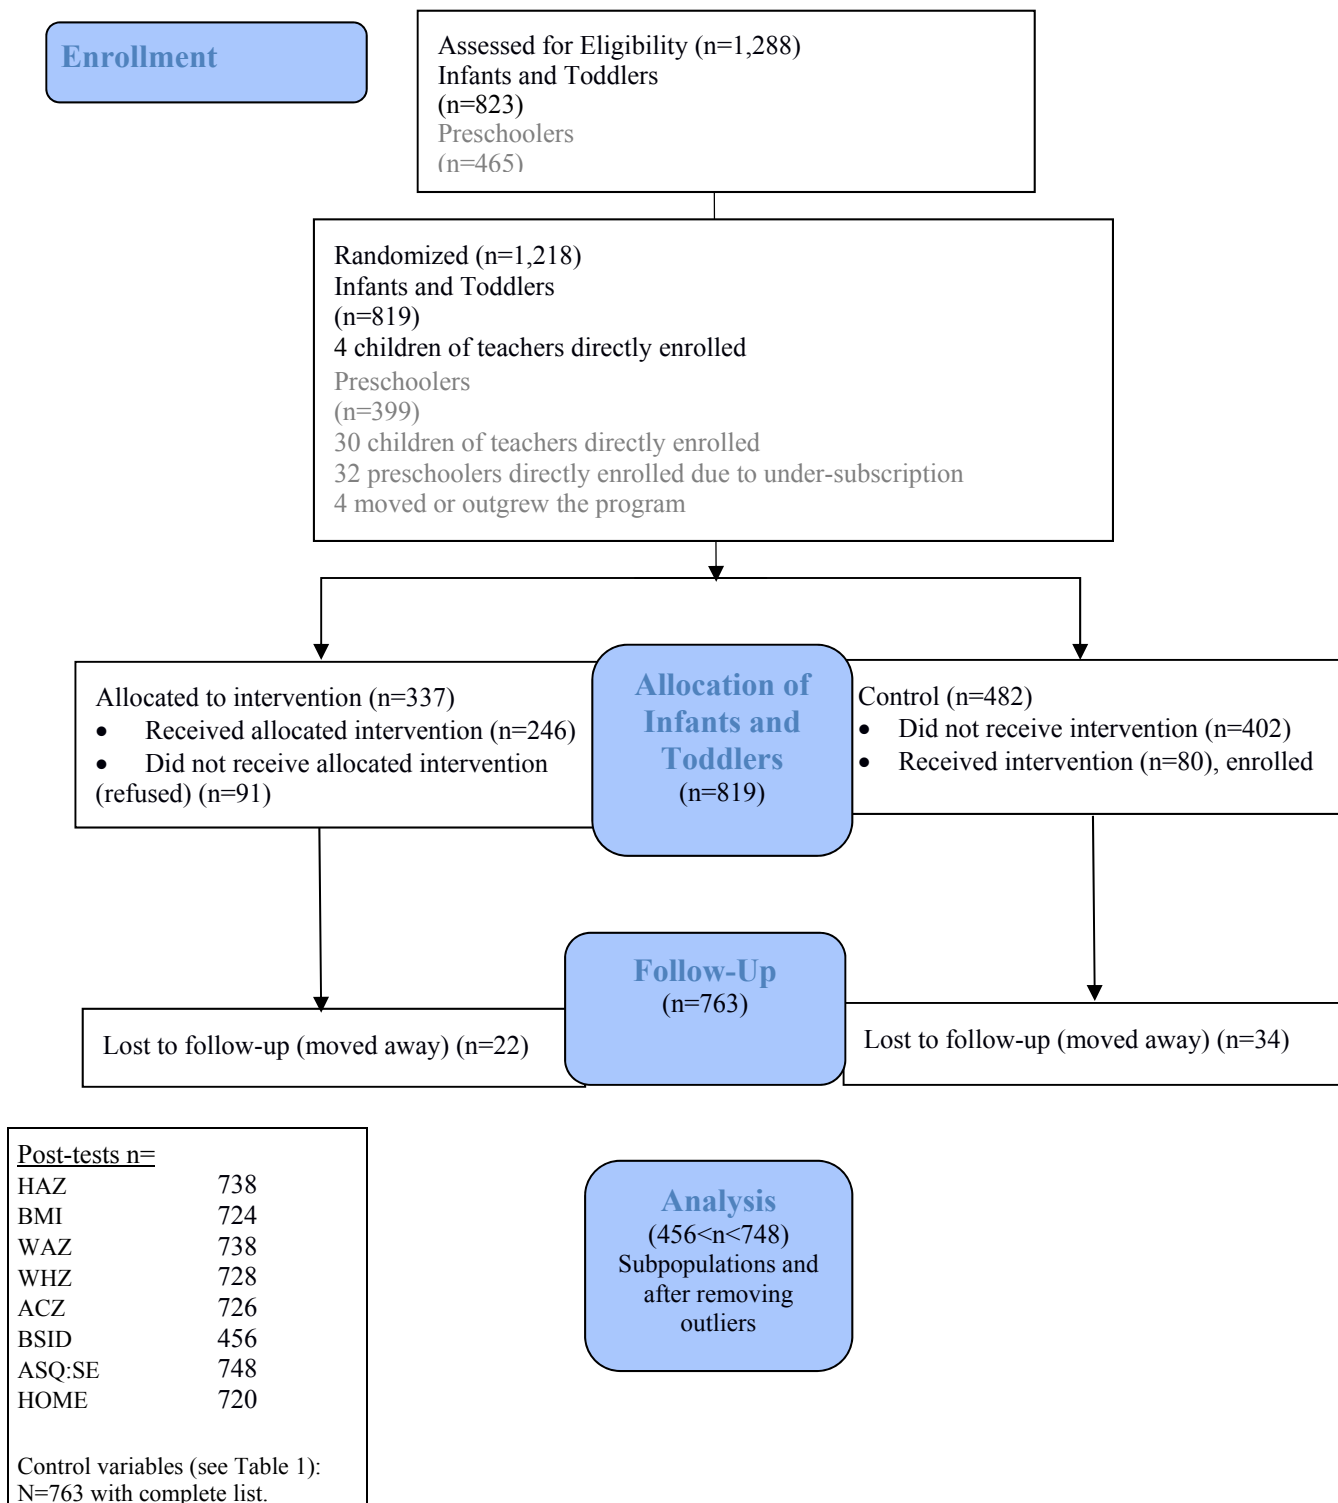 Enrollment
Assessed for Eligibility (n=1,288)
Infants and Toddlers
(n=823)
Preschoolers
(n=465)
Randomized (n=1,218)
Infants and Toddlers
(n=819)
4 children of teachers directly enrolled
Preschoolers
(n=399)
30 children of teachers directly enrolled
32 preschoolers directly enrolled due to under-subscription
4 moved or outgrew the program
Allocated to intervention (n=337)
• Received allocated intervention (n=246)
• Did not receive allocated intervention
(refused) (n=91)
Allocation of
Infants and
Toddlers
(n=819)
Control (n=482)
• Did not receive intervention (n=402)
• Received intervention (n=80), enrolled
Follow-Up
(n=763)
Lost to follow-up (moved away) (n=22)
Lost to follow-up (moved away) (n=34)
Post-tests n=
HAZ 738
BMI 724
WAZ 738
WHZ 728
ACZ 726
BSID 456
ASQ:SE 748
HOME 720
Control variables (see Table 1):
N=763 with complete list.
Analysis
(456<n<748)
Subpopulations and
after removing
outliers